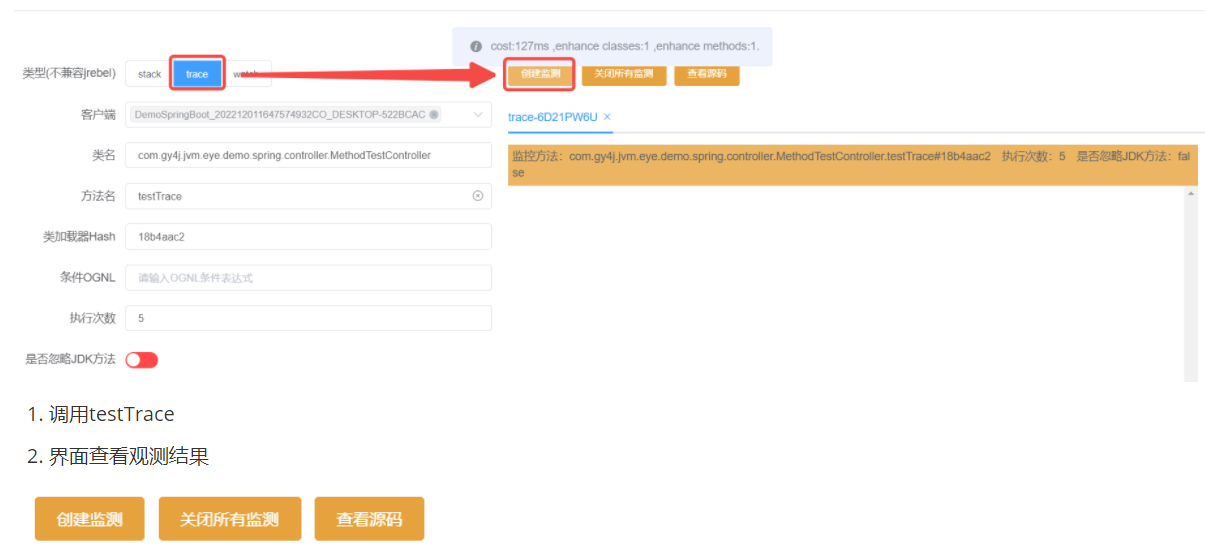 cost:127ms ,enhance classes:1 ,enhance methods:1.
类型(不兼容jrebel) stack trace watch 创建监测 关闭所有监测 查看源码
客户端 DemoSpringBoot_202212011647574932CO_DESKTOP-522BCAC
trace-6D21PW6U ×
类名 com.gy4j.jvm.eye.demo.spring.controller.MethodTestController
监控方法：com.gy4j.jvm.eye.demo.spring.controller.MethodTestController.testTrace#18b4aac2 执行次数：5 是否忽略JDK方法：fal
se
方法名 testTrace
类加载器Hash 18b4aac2
条件OGNL 请输入OGNL条件表达式
执行次数 5
是否忽略JDK方法
1. 调用testTrace
2. 界面查看观测结果
创建监测 关闭所有监测 查看源码